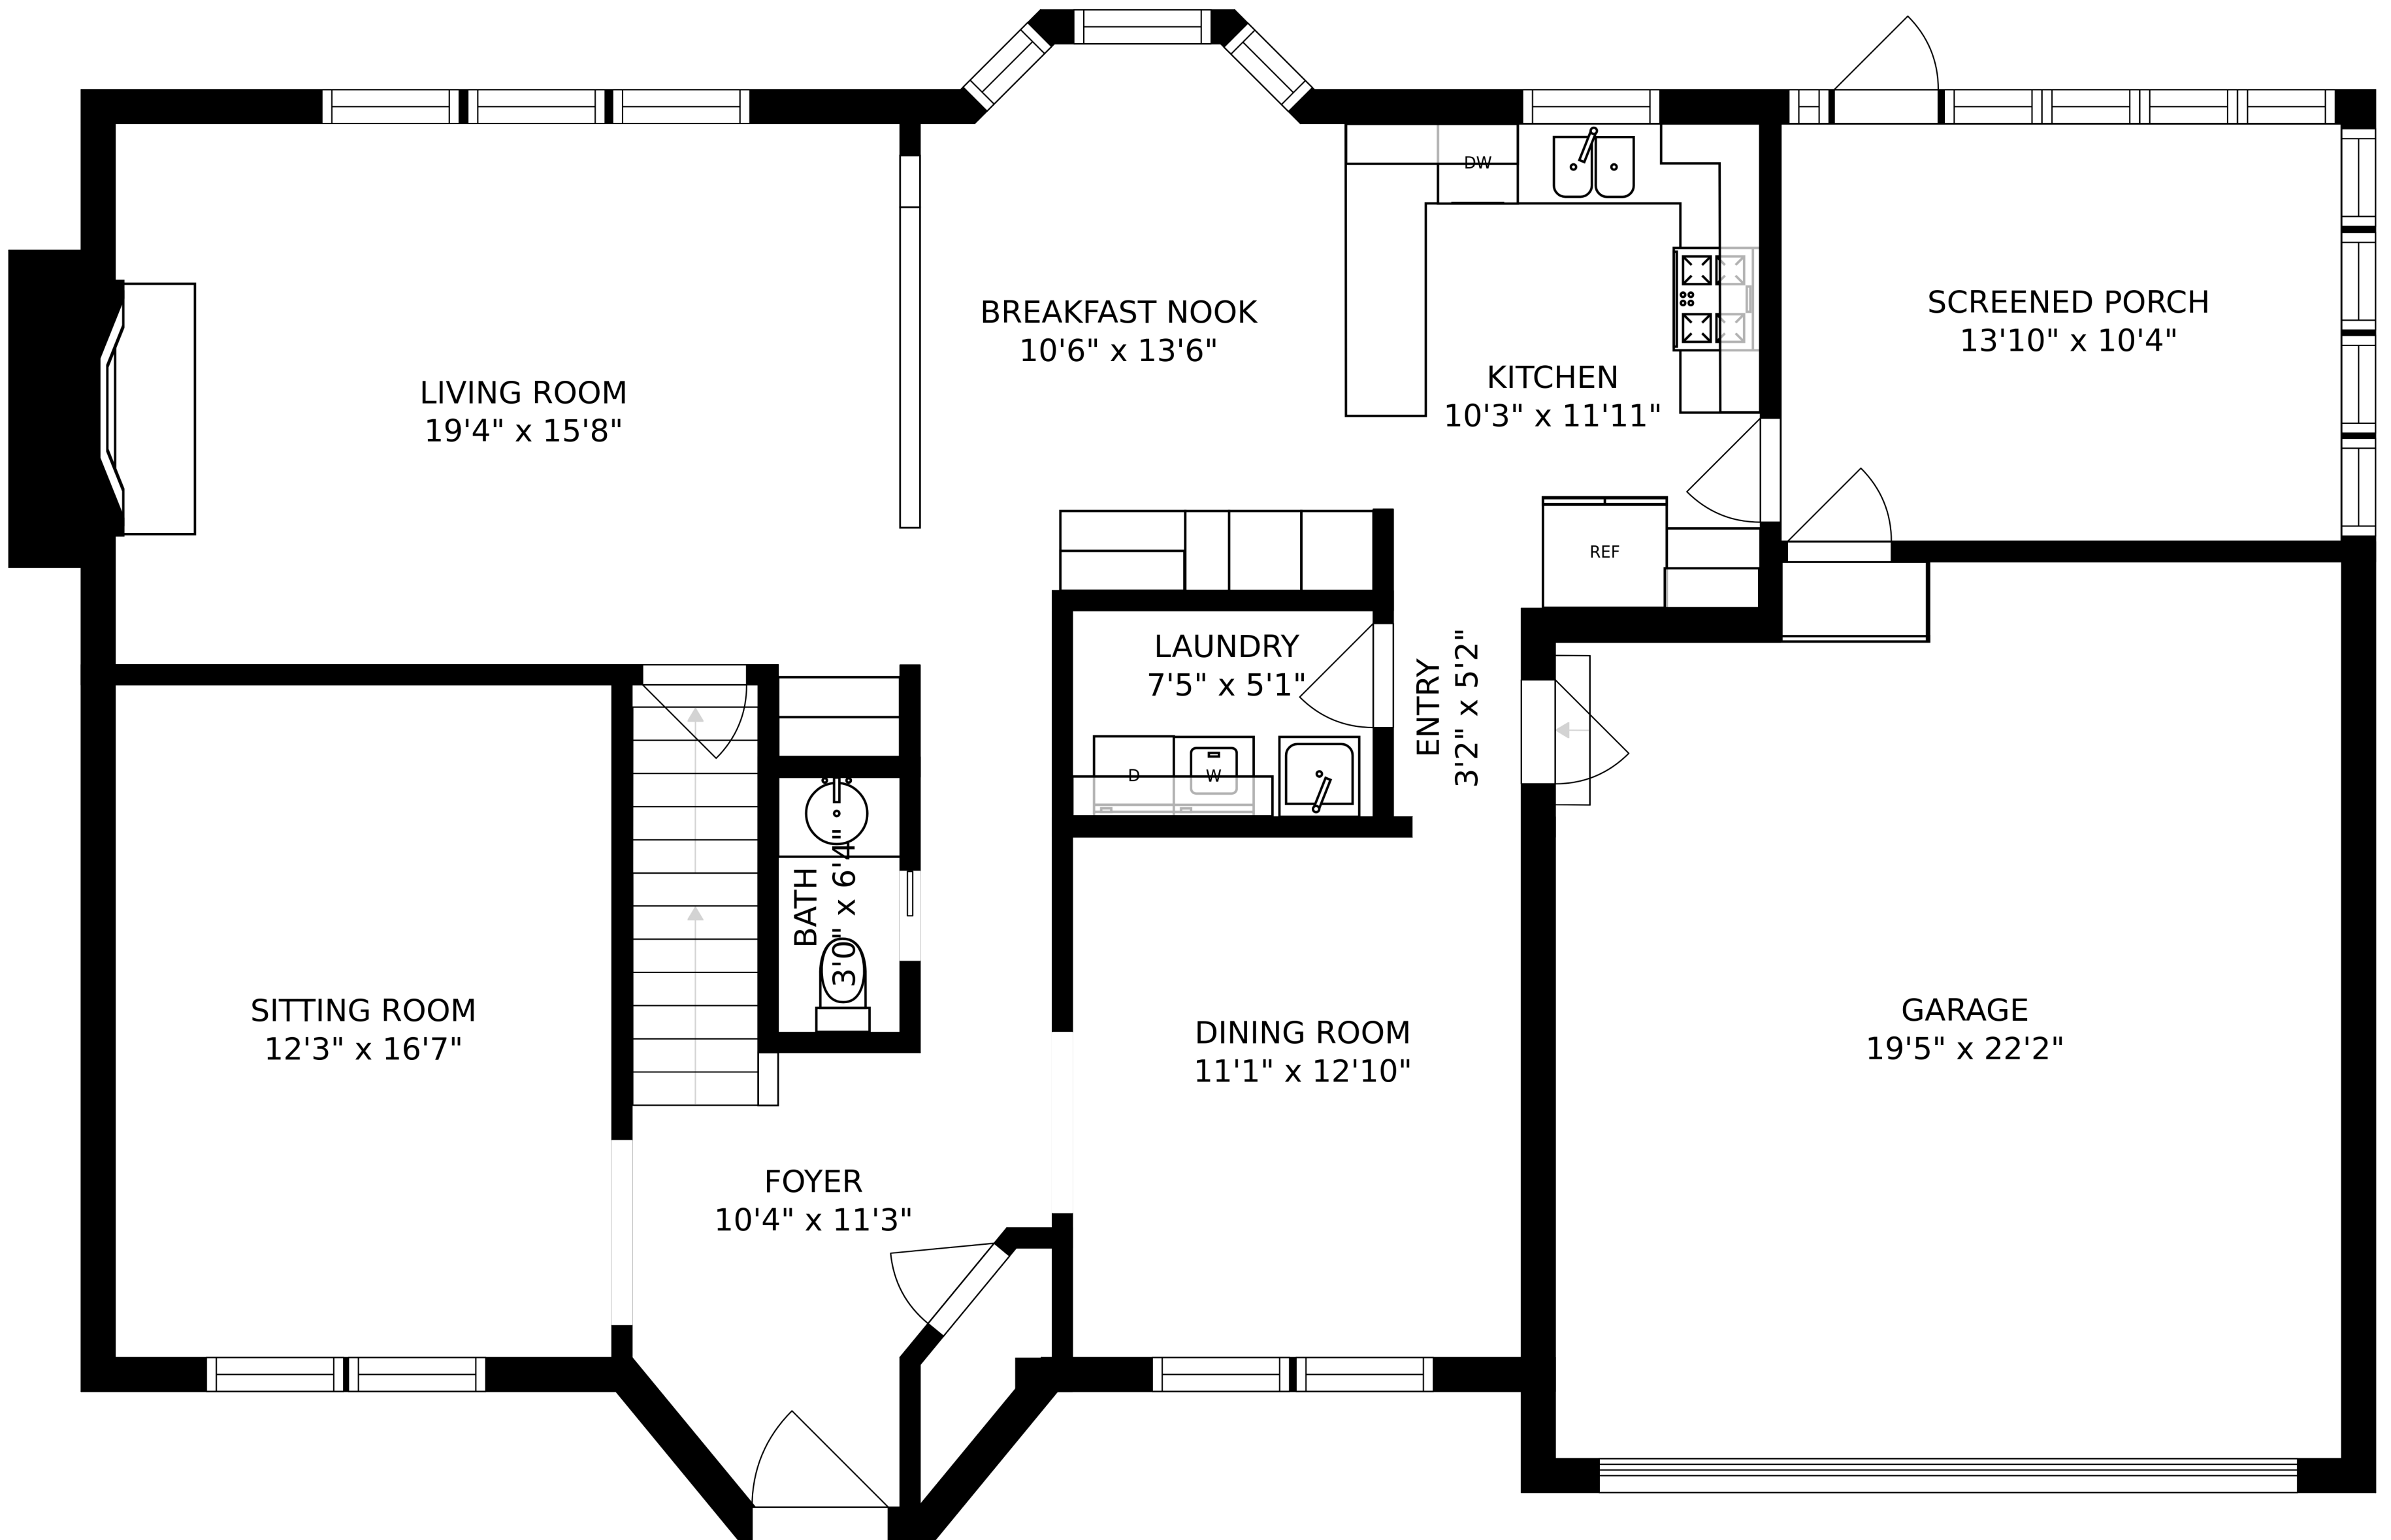 DW
BREAKFAST NOOK
10'6" x 13'6"
SCREENED PORCH
13'10" x 10'4"
LIVING ROOM
19'4" x 15'8"
KITCHEN
10'3" x 11'11"
REF
LAUNDRY
7'5" x 5'1"
ENTRY
3'2" x 5'2"
D
W
BATH
3'0" x 6'4"
SITTING ROOM
12'3" x 16'7"
DINING ROOM
11'1" x 12'10"
GARAGE
19'5" x 22'2"
FOYER
10'4" x 11'3"